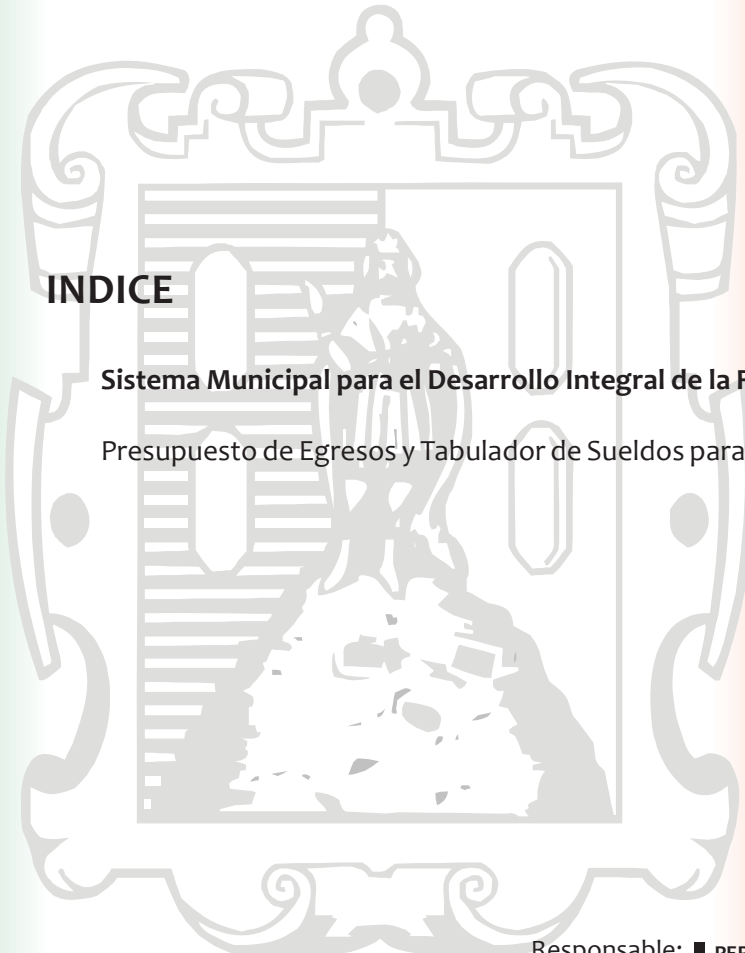 INDICE
Sistema Municipal para el Desarrollo Integral de la
Presupuesto de Egresos y Tabulador de Sueldos para
Responsable: